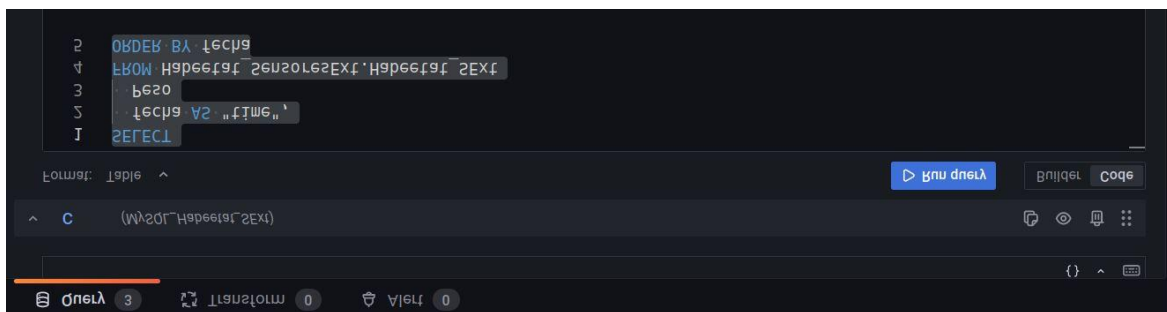 Query 3 Transform 0 Alert 0
{}
C (MySQL_Habeetat_SExt)
Format: Table Run query Builder Code
1 SELECT
2 fecha AS "time",
3 Peso
4 FROM Habeetat_SensoresExt.Habeetat_SExt
5 ORDER BY fecha